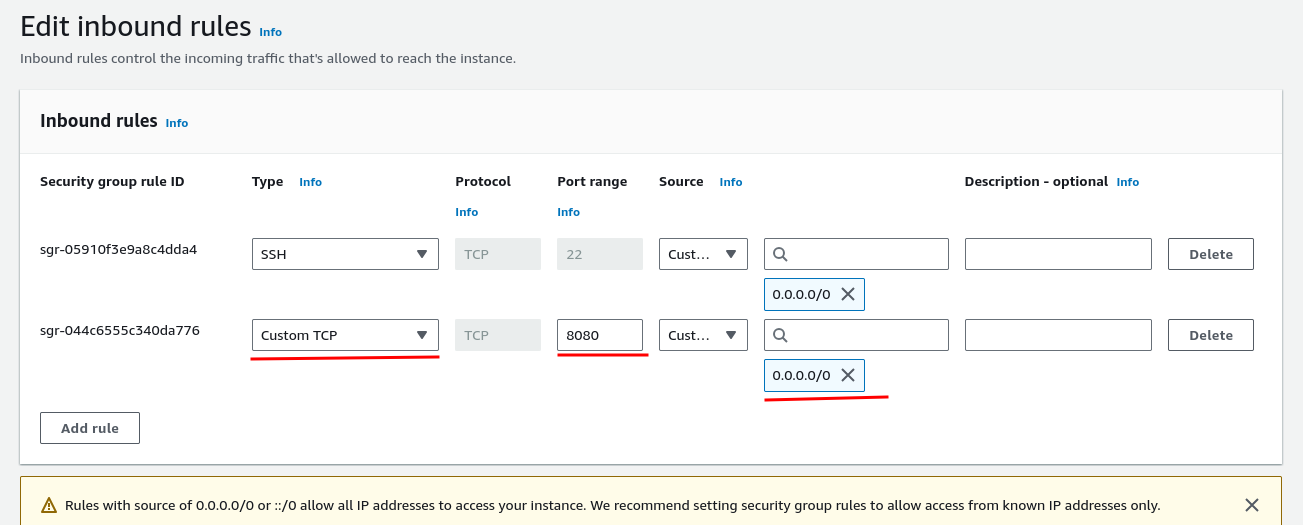 Edit inbound rules Info
Inbound rules control the incoming traffic that's allowed to reach the instance.
Inbound rules Info
Security group rule ID Type Info Protocol Info Port range Info Source Info Description - optional Info
sgr-05910f3e9a8c4dda4 SSH TCP 22 Cust... Delete
0.0.0.0/0
sgr-044c6555c340da776 Custom TCP TCP 8080 Cust... Delete
0.0.0.0/0
Add rule
Rules with source of 0.0.0.0/0 or ::/0 allow all IP addresses to access your instance. We recommend setting security group rules to allow access from known IP addresses only.